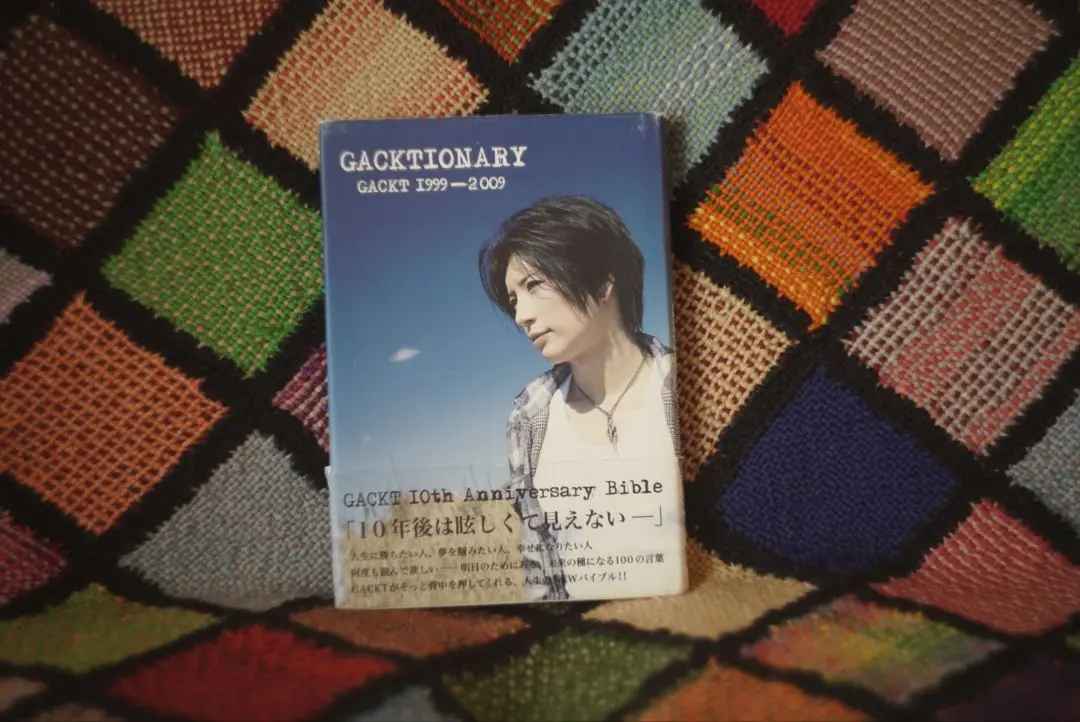 GACKTIONARY
GACKT 1999—2009
GACKT 10th Anniversary Bible
「10年後は眩しくて見えない―」
人生に勝ちたい人、夢を掴みたい人、幸せになりたい人
何度も読んで欲しい――明日のために 未来の種になる100の言葉
GACKTがそっと背中を押してくれる、人生の バイブル!!